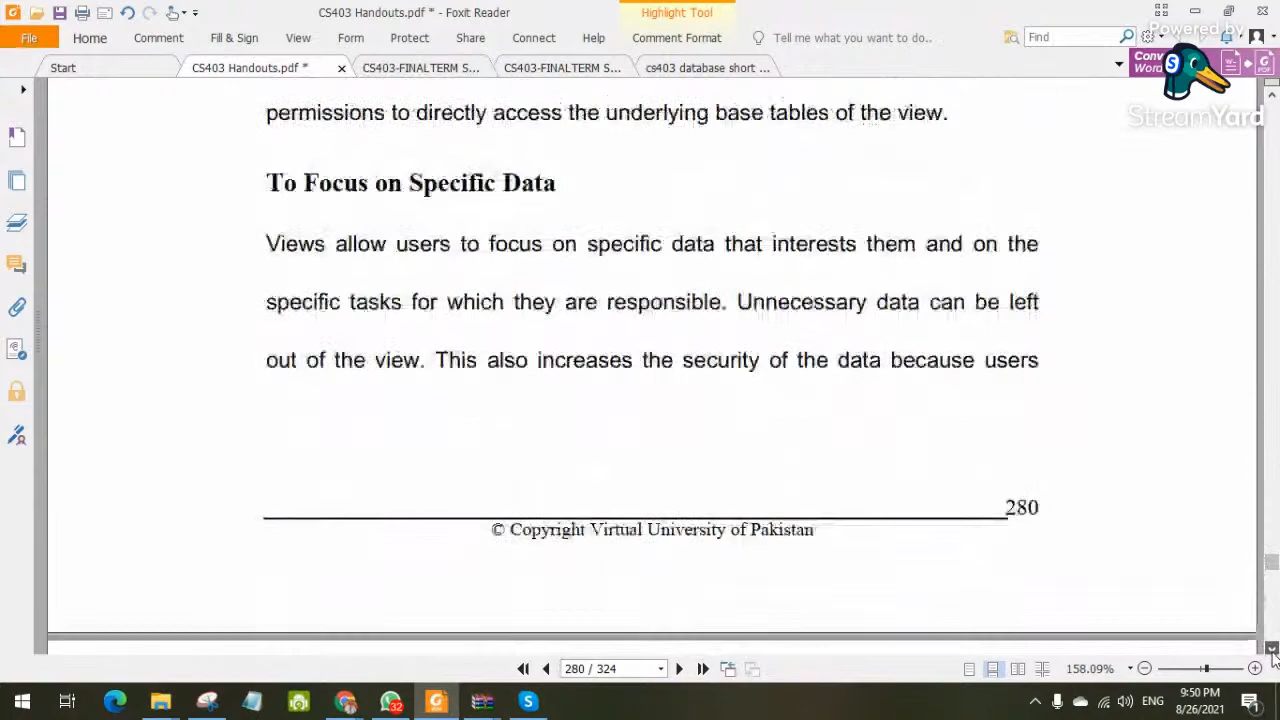 CS403 Handouts.pdf * - Foxit Reader
Highlight Tool
Powered by
File Home Comment Fill & Sign View Form Protect Share Connect Help Comment Format Tell me what you want to do.. Find
Start
CS403 Handouts.pdf *
CS403-FINALTERM S...
CS403-FINALTERM S...
cs403 database short ...
StreamYard
permissions to directly access the underlying base tables of the view.
To Focus on Specific Data
Views allow users to focus on specific data that interests them and on the
specific tasks for which they are responsible. Unnecessary data can be left
out of the view. This also increases the security of the data because users
280
© Copyright Virtual University of Pakistan
280 / 324
158.09%
32
ENG
9:50 PM
8/26/2021